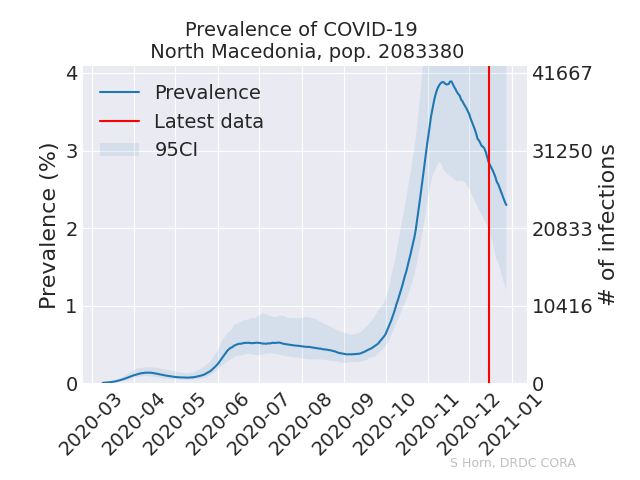 Prevalence of COVID-19
North Macedonia, pop. 2083380
Prevalence
Latest data
95CI
Prevalence (%)
4
3
2
1
0
# of infections
41667
31250
20833
10416
0
2020-03
2020-04
2020-05
2020-06
2020-07
2020-08
2020-09
2020-10
2020-11
2020-12
2021-01
S Horn, DRDC CORA